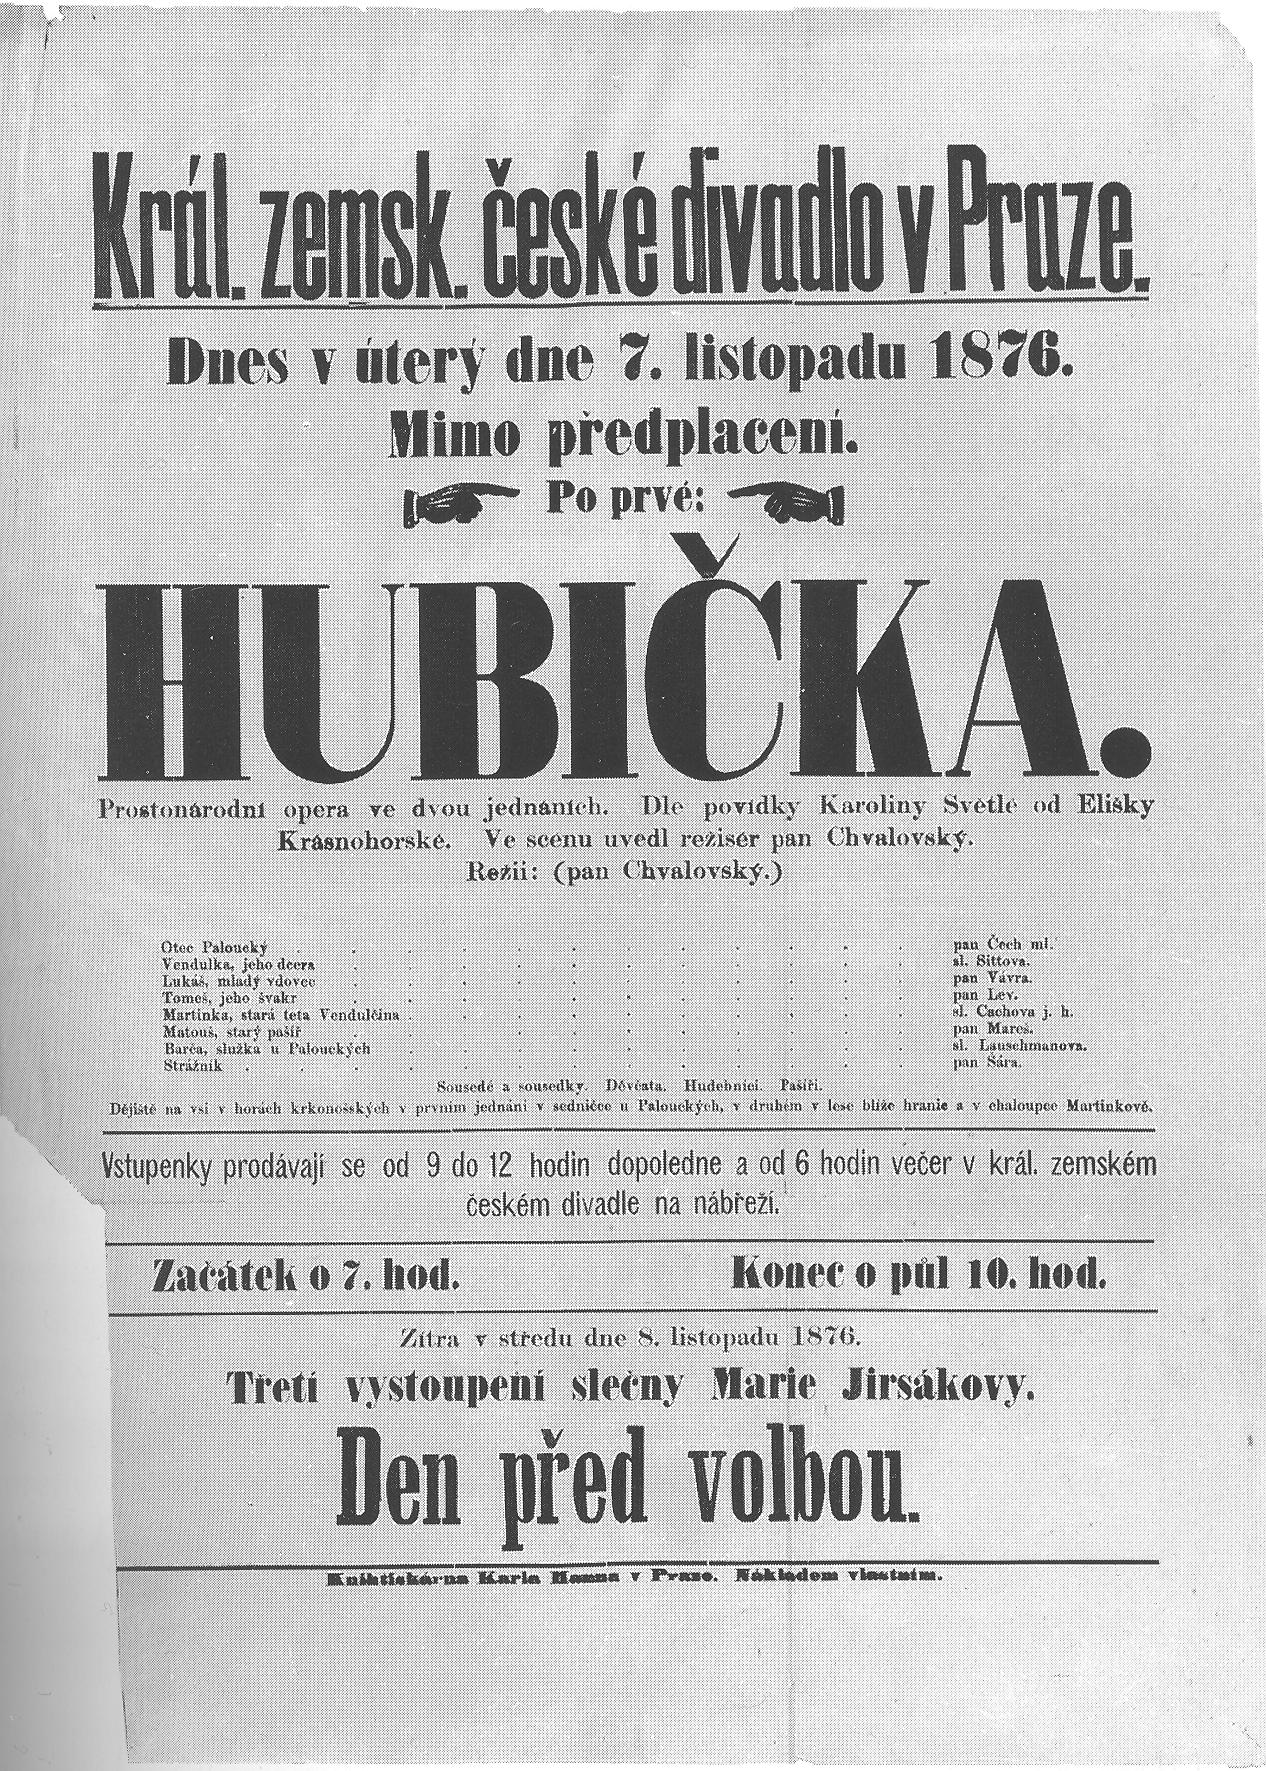 Král. zemsk. české divadlo v Praze.
Dnes v úterý dne 7. listopadu 1876.
Mimo předplacení.
Po prvé:
HUBIČKA.
Prostonárodní opera ve dvou jednáních. Dle povídky Karoliny Světlé od Elišky
Krásnohorské. Ve scénu uvedl režisér pan Chvalovský.
Režií: (pan Chvalovský.)
Otec Paloucký . . . . . . . . . . pan Čech ml.
Vendulka, jeho dcera . . . . . . . . . . sl. Sittova.
Lukáš, mladý vdovec . . . . . . . . . . pan Vávra.
Tomeš, jeho švakr . . . . . . . . . . pan Lev.
Martinka, stará teta Vendulčina . . . . . . . . . . sl. Cachova j. h.
Matouš, starý pašíř . . . . . . . . . . pan Mareš.
Barča, služka u Palouckých . . . . . . . . . . sl. Lauschmanova.
Strážník . . . . . . . . . . pan Šára.
Sousedé a sousedky. Děvčata. Hudebníci. Pašíři.
Dějiště na vsi v horách krkonošských v prvním jednání v sedničce u Palouckých, v druhém v lese blíže hranic a v chaloupce Martinkově.
Vstupenky prodávají se od 9 do 12 hodin dopoledne a od 6 hodin večer v král. zemském
českém divadle na nábřeží.
Začátek o 7. hod. Konec o půl 10. hod.
Zítra v středu dne 8. listopadu 1876.
Třetí vystoupení slečny Marie Jirsákovy.
Den před volbou.
Knihtiskárna Karla Hanna v Praze. Nákladem vlastním.